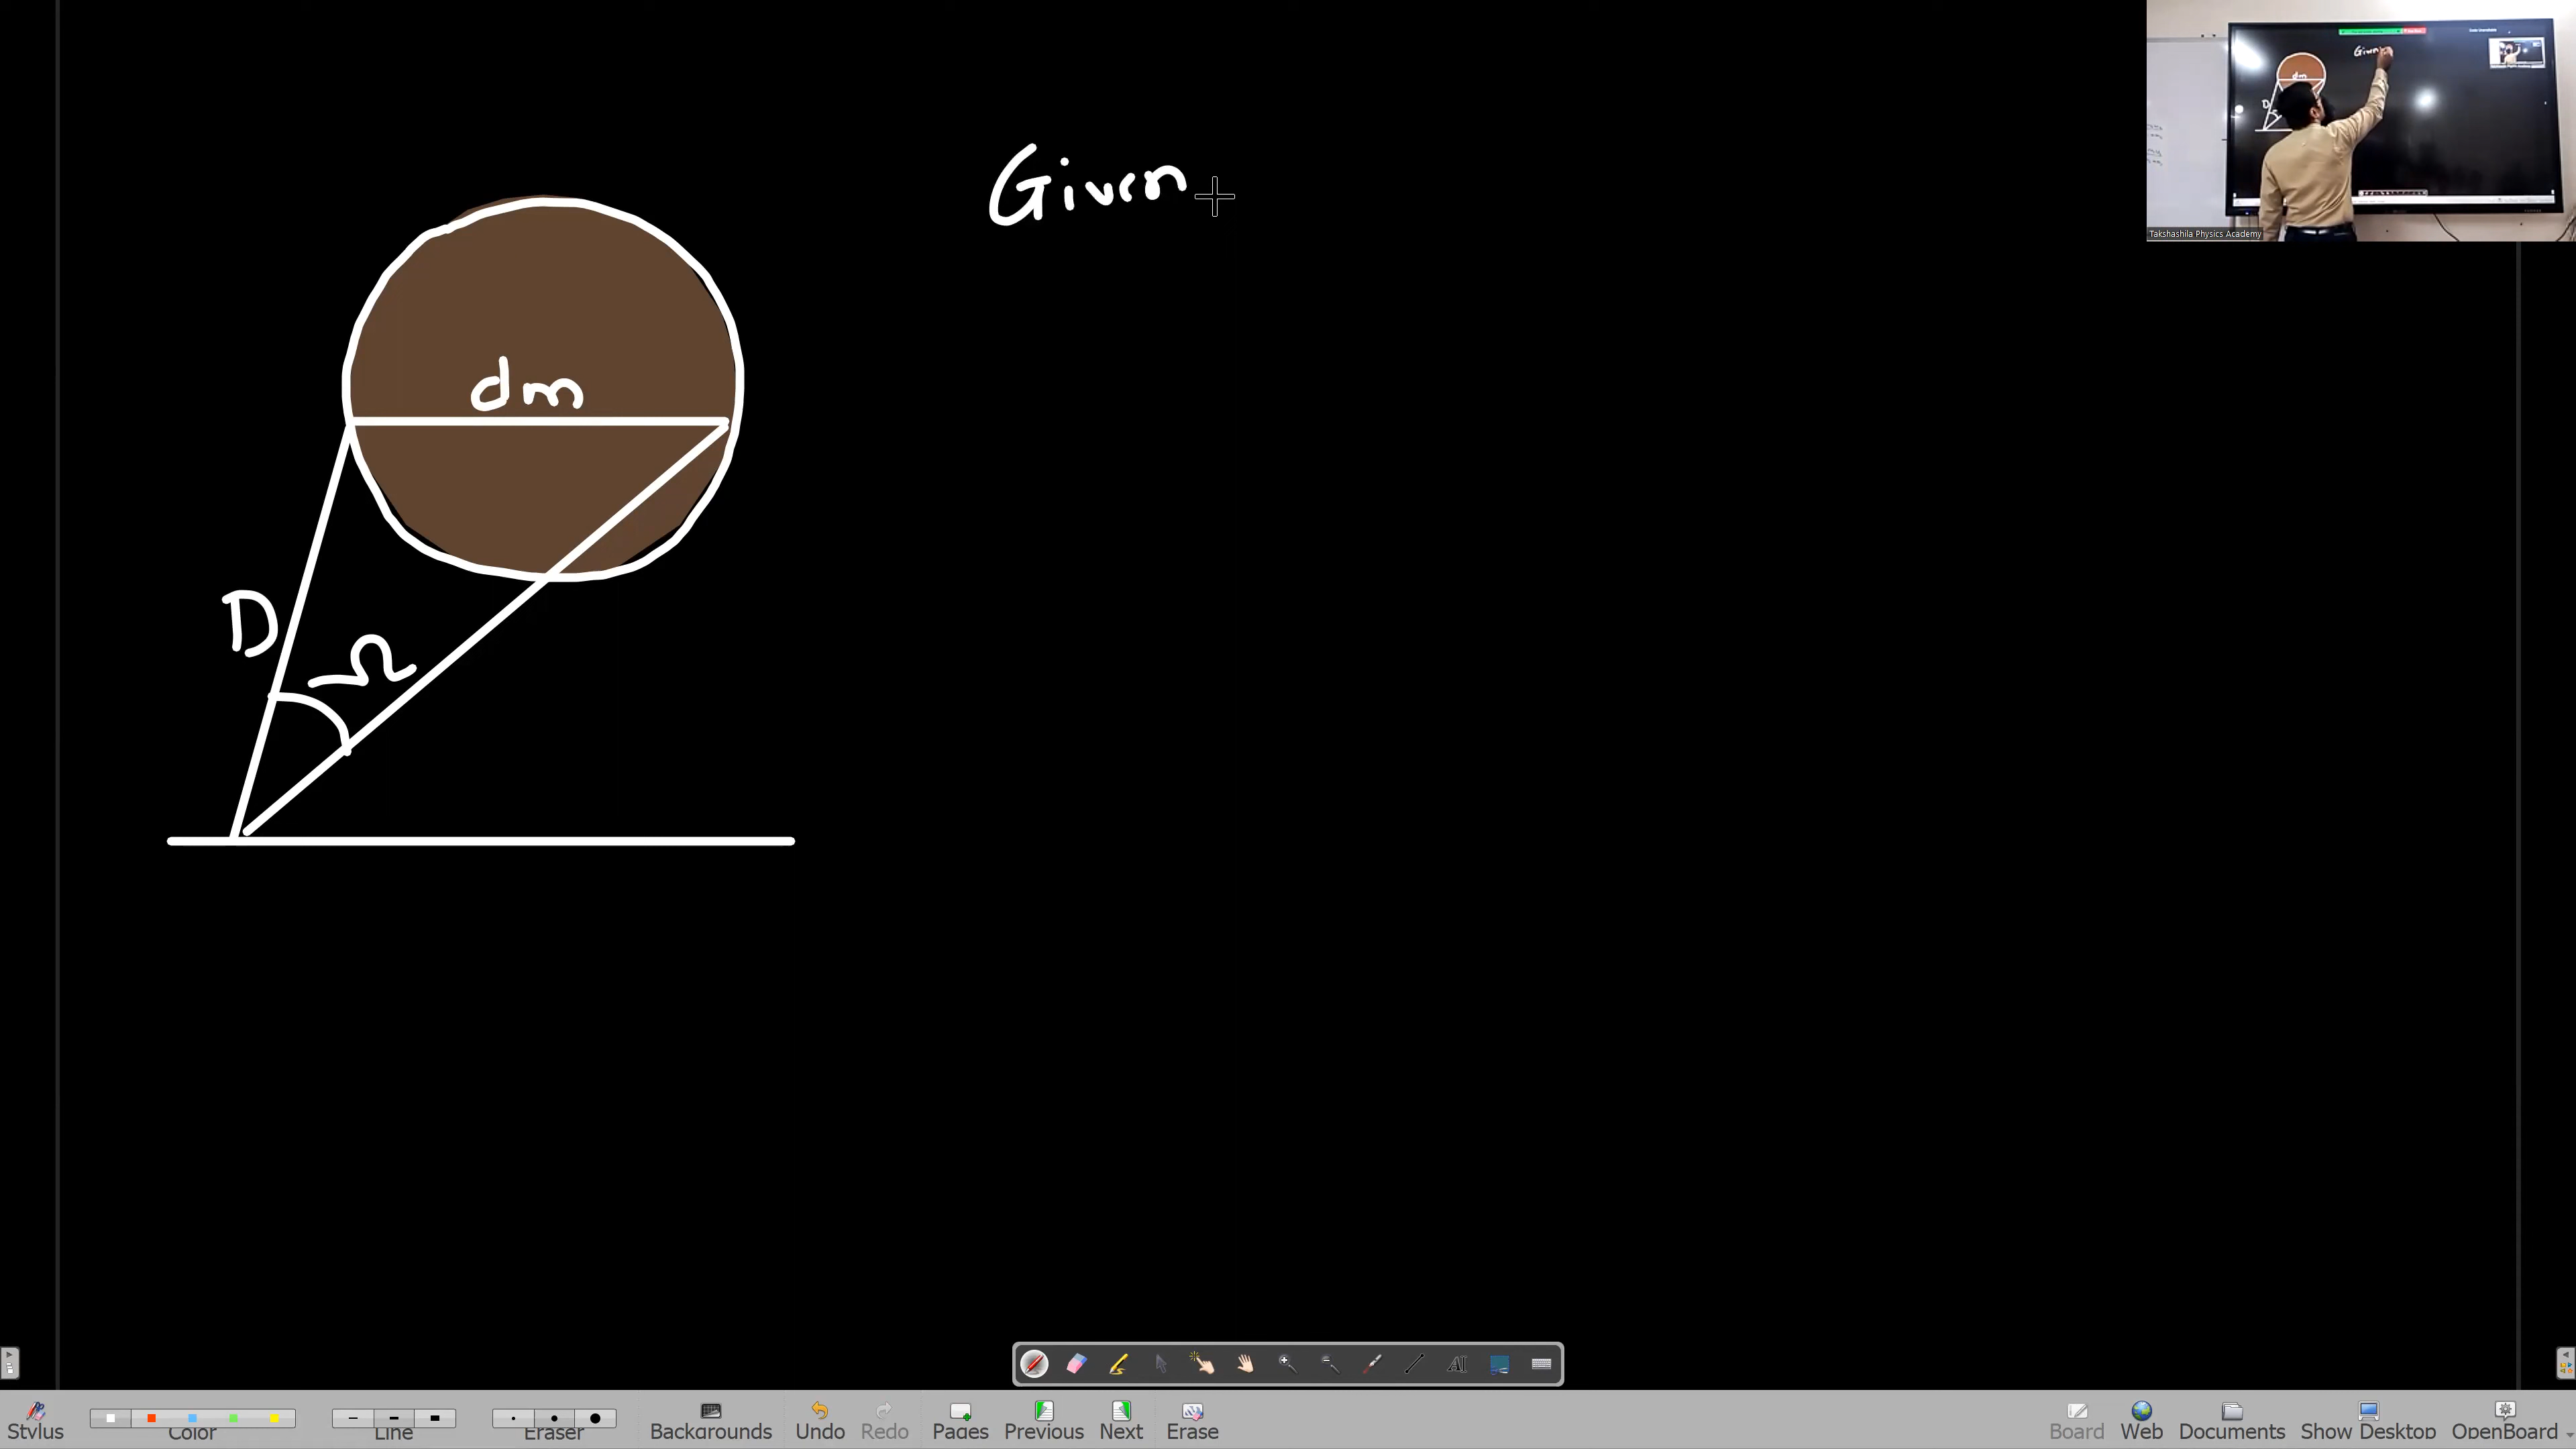 Given
dm
D
Ω
Takshashila Physics Academy
Stylus
Color
Line
Eraser
Backgrounds
Undo
Redo
Pages
Previous
Next
Erase
Board
Web
Documents
Show Desktop
OpenBoard